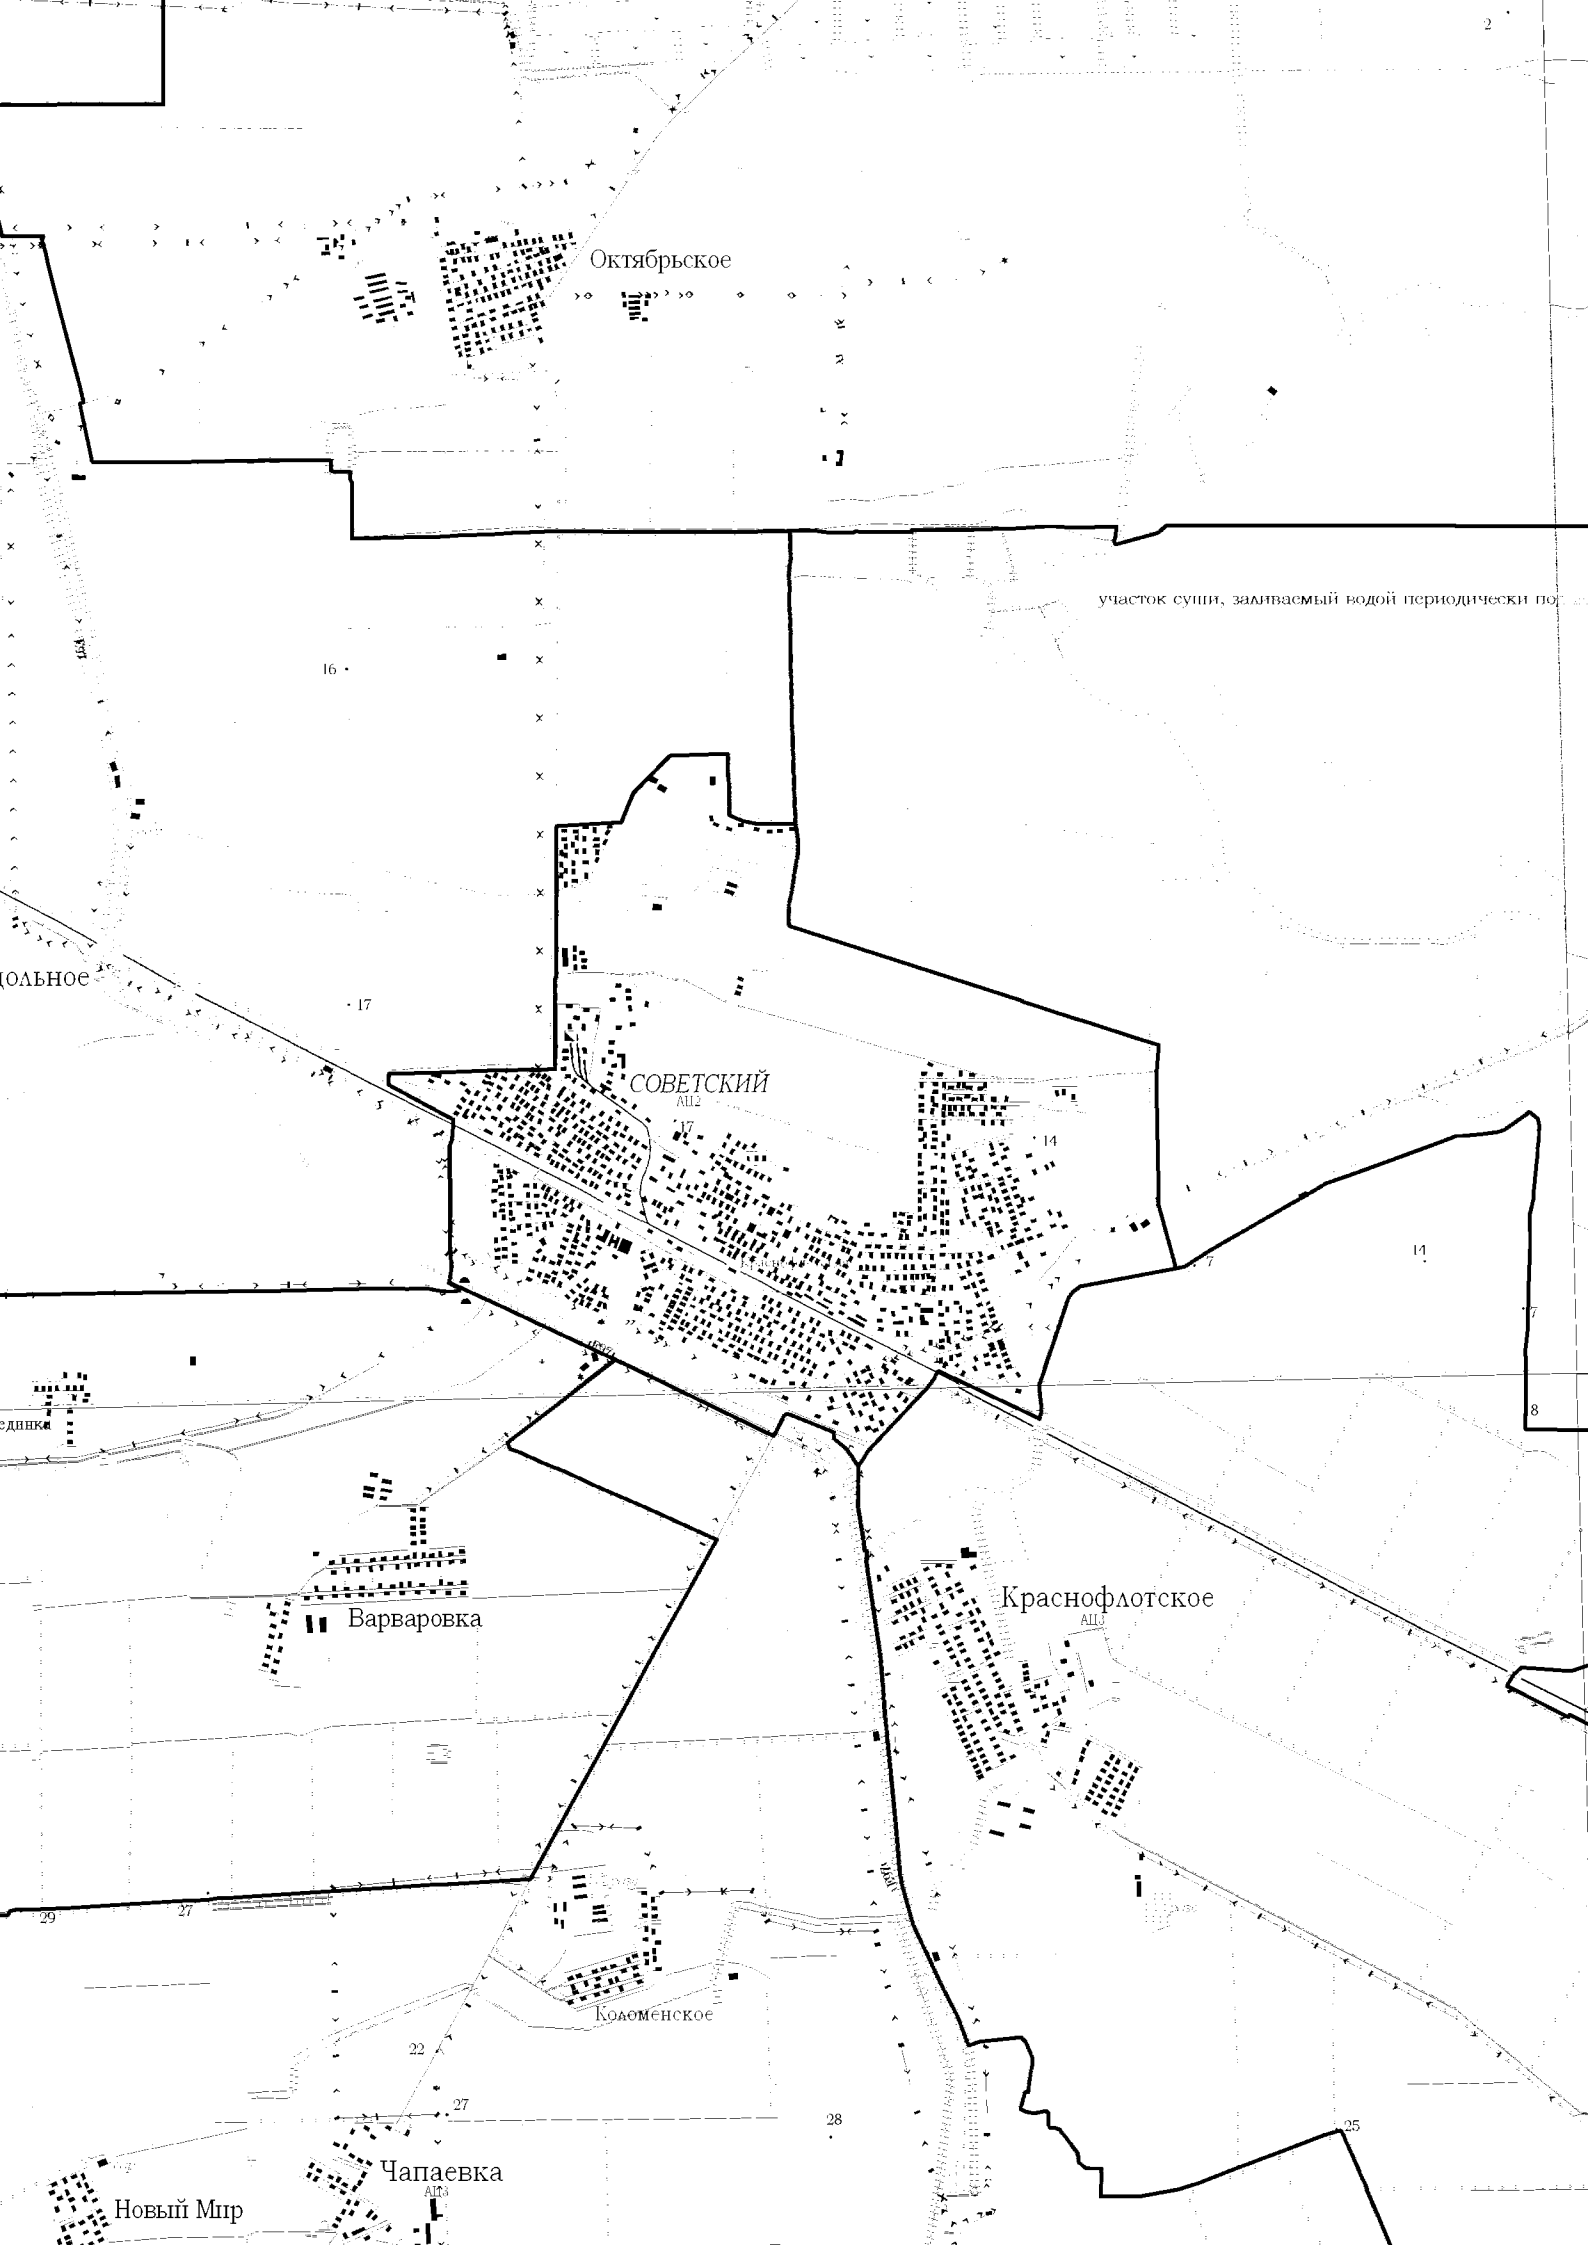 2
Октябрьское
участок суши, заливаемый водой периодически по
16
дольное
17
СОВЕТСКИЙ
АЦ2
17
14
7
14
7
8
единка
Варваровка
Краснофлотское
АЦ3
29
27
Коломенское
22
27
28
25
Чапаевка
АЦ3
Новый Мир